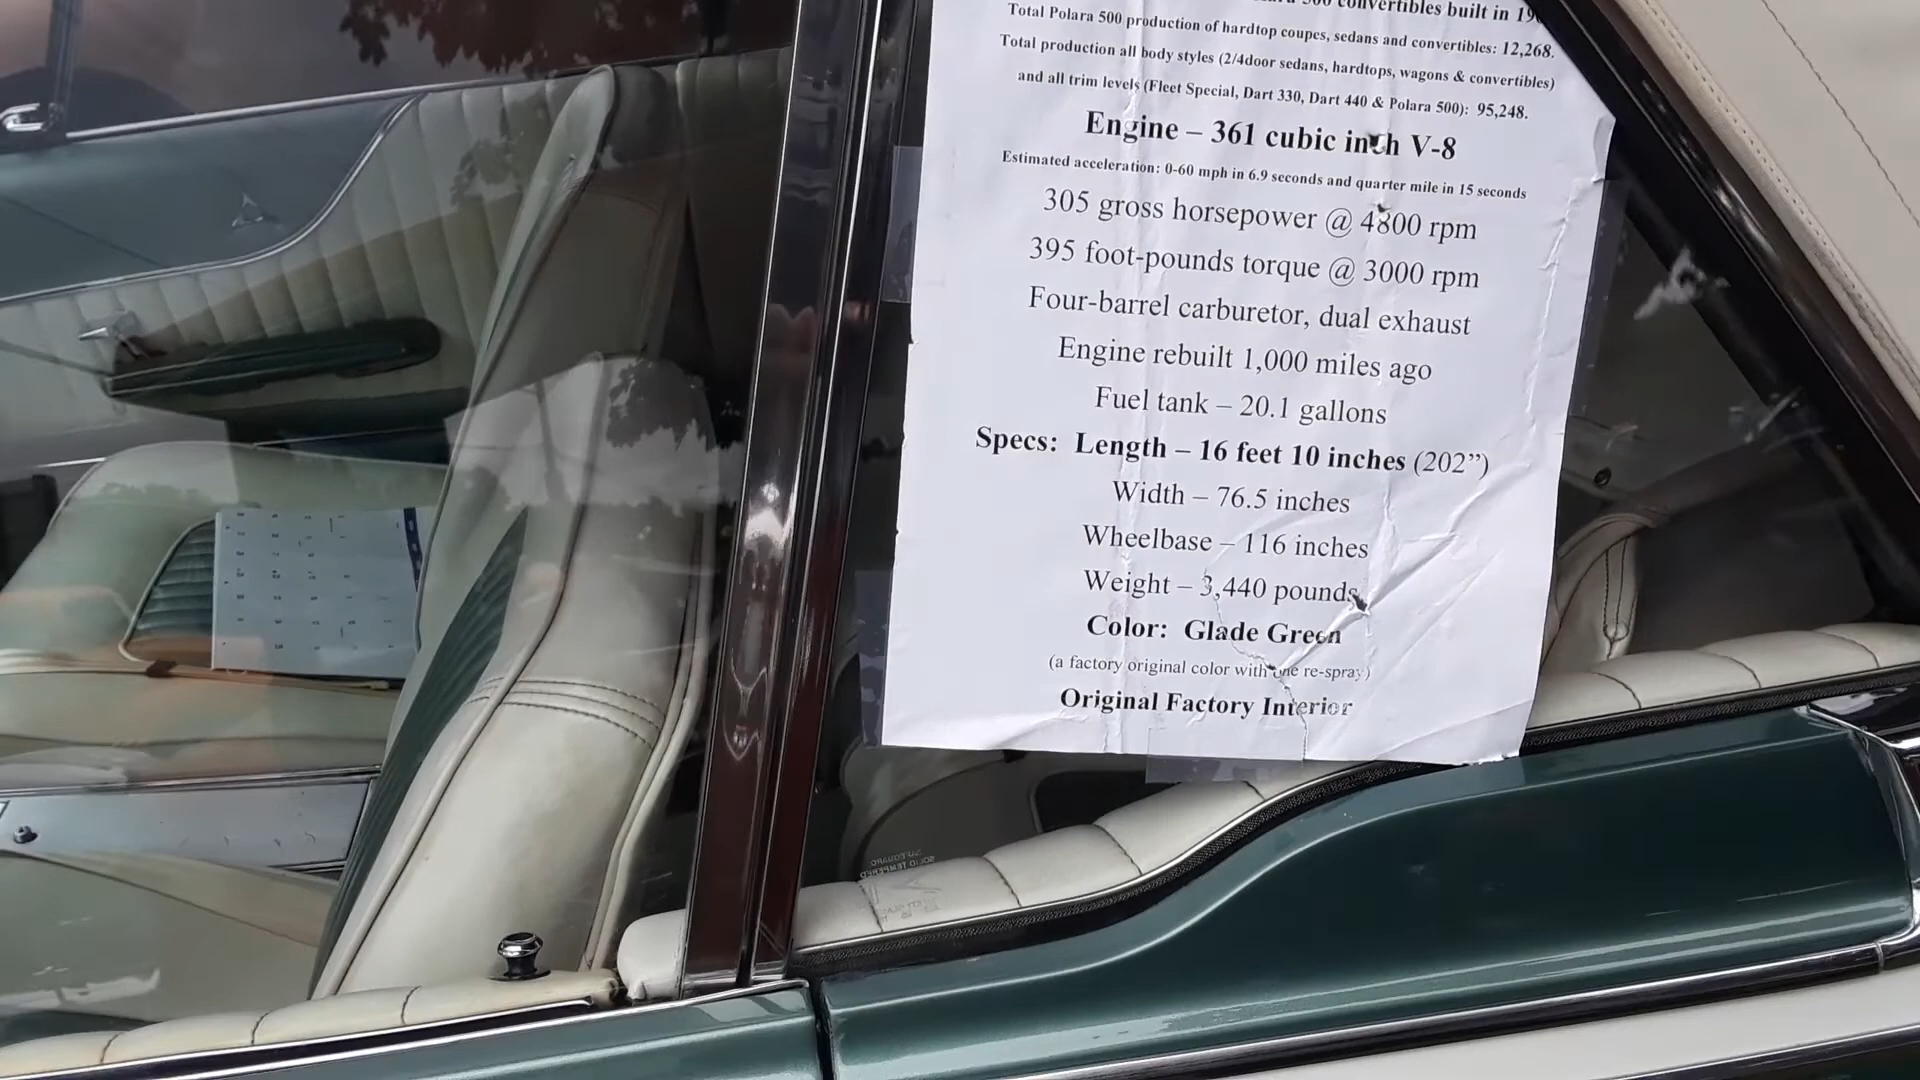 convertibles built in
Total Polara 500 production of hardtop coupes, sedans and convertibles: 12,268.
Total production all body styles (2/4door sedans, hardtops, wagons & convertibles)
and all trim levels (Fleet Special, Dart 330, Dart 440 & Polara 500): 95,248.
Engine – 361 cubic inch V-8
Estimated acceleration: 0-60 mph in 6.9 seconds and quarter mile in 15 seconds
305 gross horsepower @ 4800 rpm
395 foot-pounds torque @ 3000 rpm
Four-barrel carburetor, dual exhaust
Engine rebuilt 1,000 miles ago
Fuel tank – 20.1 gallons
Specs: Length – 16 feet 10 inches (202”)
Width – 76.5 inches
Wheelbase – 116 inches
Weight – 3,440 pounds
Color: Glade Green
(a factory original color with one re-spray)
Original Factory Interior
SOLID TEMPERED